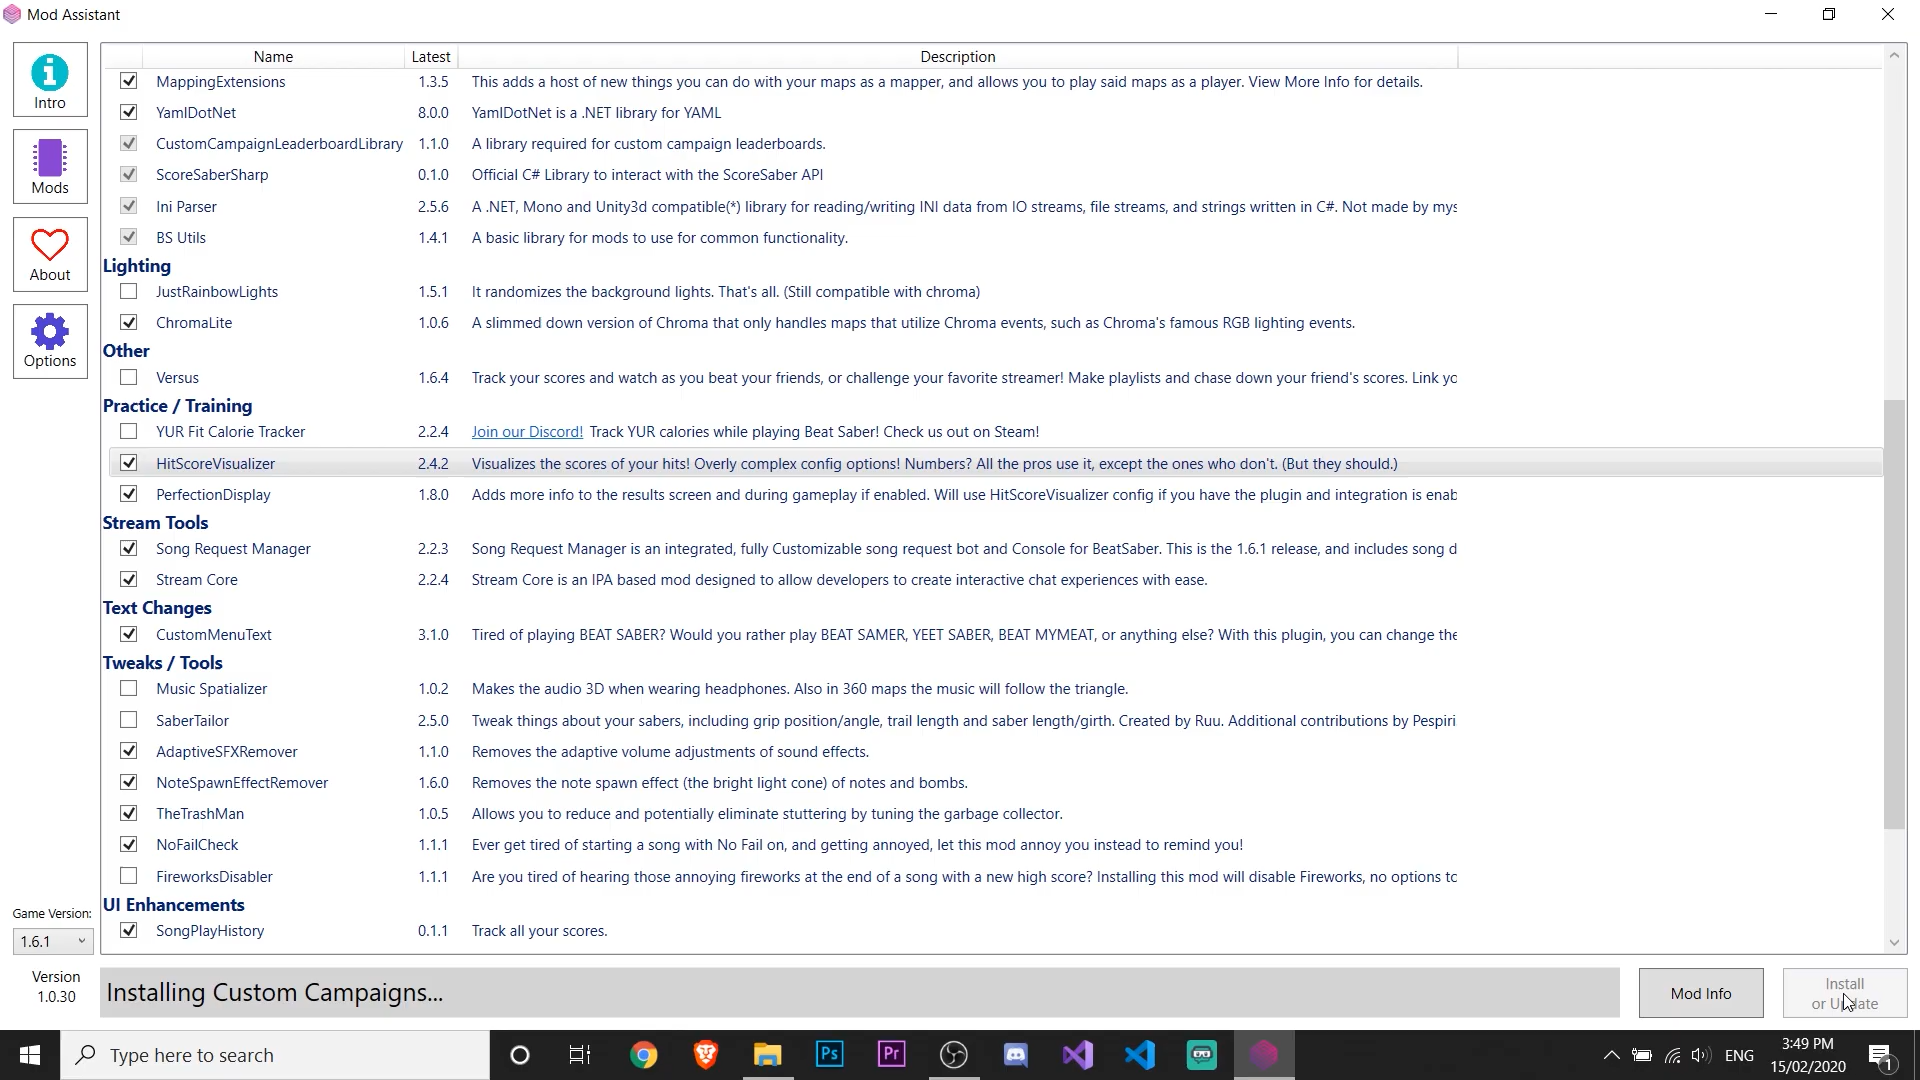 Mod Assistant
Intro
Mods
About
Options
Game Version:
1.6.1
Version
1.0.30
Name Latest Description
MappingExtensions 1.3.5 This adds a host of new things you can do with your maps as a mapper, and allows you to play said maps as a player. View More Info for details.
YamlDotNet 8.0.0 YamlDotNet is a .NET library for YAML
CustomCampaignLeaderboardLibrary 1.1.0 A library required for custom campaign leaderboards.
ScoreSaberSharp 0.1.0 Official C# Library to interact with the ScoreSaber API
Ini Parser 2.5.6 A .NET, Mono and Unity3d compatible(*) library for reading/writing INI data from IO streams, file streams, and strings written in C#. Not made by mys
BS Utils 1.4.1 A basic library for mods to use for common functionality.
Lighting
JustRainbowLights 1.5.1 It randomizes the background lights. That's all. (Still compatible with chroma)
ChromaLite 1.0.6 A slimmed down version of Chroma that only handles maps that utilize Chroma events, such as Chroma's famous RGB lighting events.
Other
Versus 1.6.4 Track your scores and watch as you beat your friends, or challenge your favorite streamer! Make playlists and chase down your friend's scores. Link yo
Practice / Training
YUR Fit Calorie Tracker 2.2.4 Join our Discord! Track YUR calories while playing Beat Saber! Check us out on Steam!
HitScoreVisualizer 2.4.2 Visualizes the scores of your hits! Overly complex config options! Numbers? All the pros use it, except the ones who don't. (But they should.)
PerfectionDisplay 1.8.0 Adds more info to the results screen and during gameplay if enabled. Will use HitScoreVisualizer config if you have the plugin and integration is enab
Stream Tools
Song Request Manager 2.2.3 Song Request Manager is an integrated, fully Customizable song request bot and Console for BeatSaber. This is the 1.6.1 release, and includes song d
Stream Core 2.2.4 Stream Core is an IPA based mod designed to allow developers to create interactive chat experiences with ease.
Text Changes
CustomMenuText 3.1.0 Tired of playing BEAT SABER? Would you rather play BEAT SAMER, YEET SABER, BEAT MYMEAT, or anything else? With this plugin, you can change the
Tweaks / Tools
Music Spatializer 1.0.2 Makes the audio 3D when wearing headphones. Also in 360 maps the music will follow the triangle.
SaberTailor 2.5.0 Tweak things about your sabers, including grip position/angle, trail length and saber length/girth. Created by Ruu. Additional contributions by Pespiri
AdaptiveSFXRemover 1.1.0 Removes the adaptive volume adjustments of sound effects.
NoteSpawnEffectRemover 1.6.0 Removes the note spawn effect (the bright light cone) of notes and bombs.
TheTrashMan 1.0.5 Allows you to reduce and potentially eliminate stuttering by tuning the garbage collector.
NoFailCheck 1.1.1 Ever get tired of starting a song with No Fail on, and getting annoyed, let this mod annoy you instead to remind you!
FireworksDisabler 1.1.1 Are you tired of hearing those annoying fireworks at the end of a song with a new high score? Installing this mod will disable Fireworks, no options to
UI Enhancements
SongPlayHistory 0.1.1 Track all your scores.
Installing Custom Campaigns...
Mod Info
Install
or Update
Type here to search
Ps
Pr
ENG
3:49 PM
15/02/2020
1